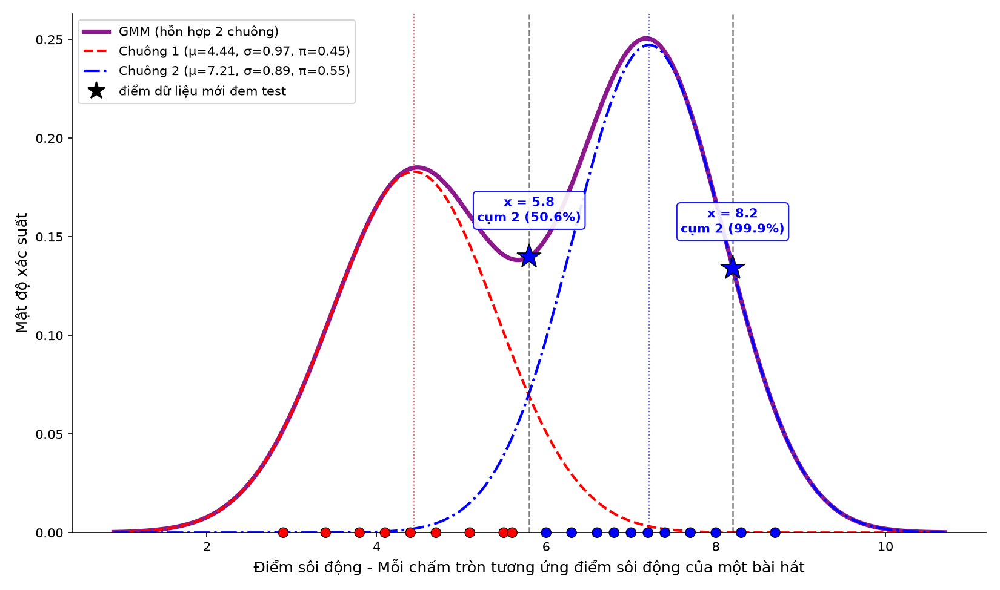 GMM (hỗn hợp 2 chuông)
Chuông 1 (μ=4.44, σ=0.97, π=0.45)
Chuông 2 (μ=7.21, σ=0.89, π=0.55)
điểm dữ liệu mới đem test
x = 5.8
cụm 2 (50.6%)
x = 8.2
cụm 2 (99.9%)
Mật độ xác suất
0.25
0.20
0.15
0.10
0.05
0.00
2
4
6
8
10
Điểm sôi động - Mỗi chấm tròn tương ứng điểm sôi động của một bài hát